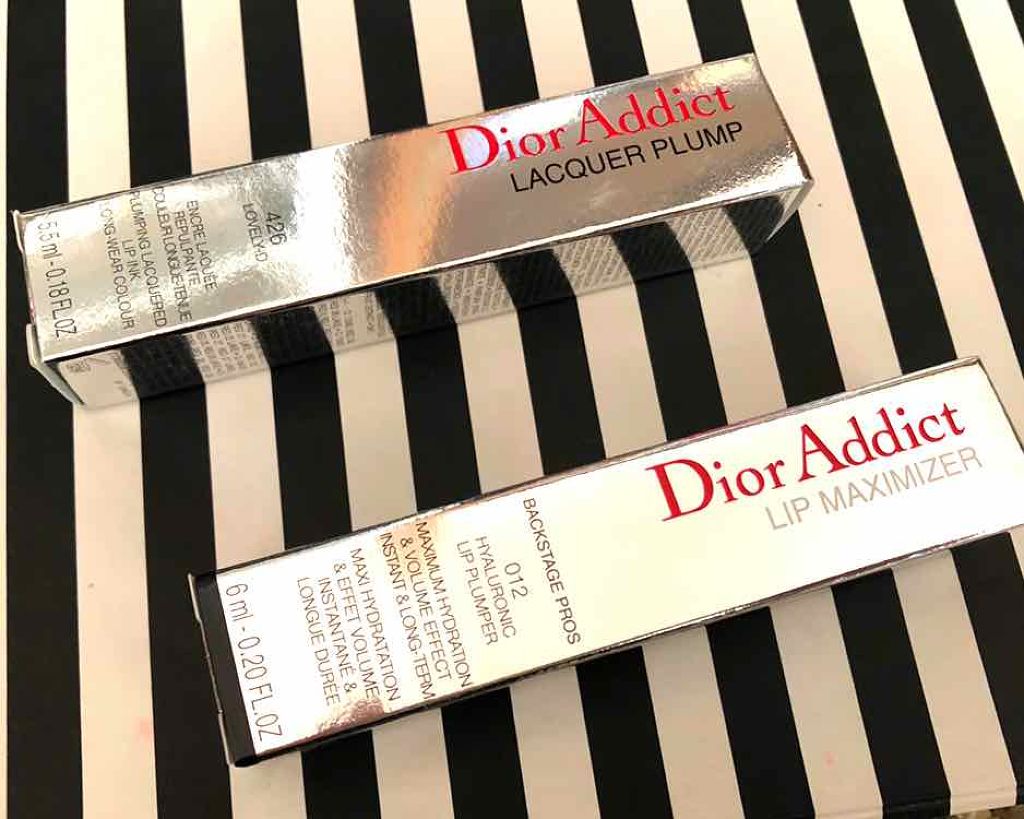 Dior Addict
LACQUER PLUMP
426
LOVELY-D
ENCRE LAQUÉE
REPULPANTE
COULEUR LONGUE-TENUE
PLUMPING LACQUERED
LIP INK
LONG-WEAR COLOUR
5.5 ml - 0.18 FL.OZ
Dior Addict
LIP MAXIMIZER
BACKSTAGE PROS
012
HYALURONIC
LIP PLUMPER
MAXIMUM HYDRATION
& VOLUME EFFECT
INSTANT & LONG-TERM
MAXI HYDRATATION
& EFFET VOLUME
INSTANTANÉ &
LONGUE DURÉE
6 ml - 0.20 FL.OZ